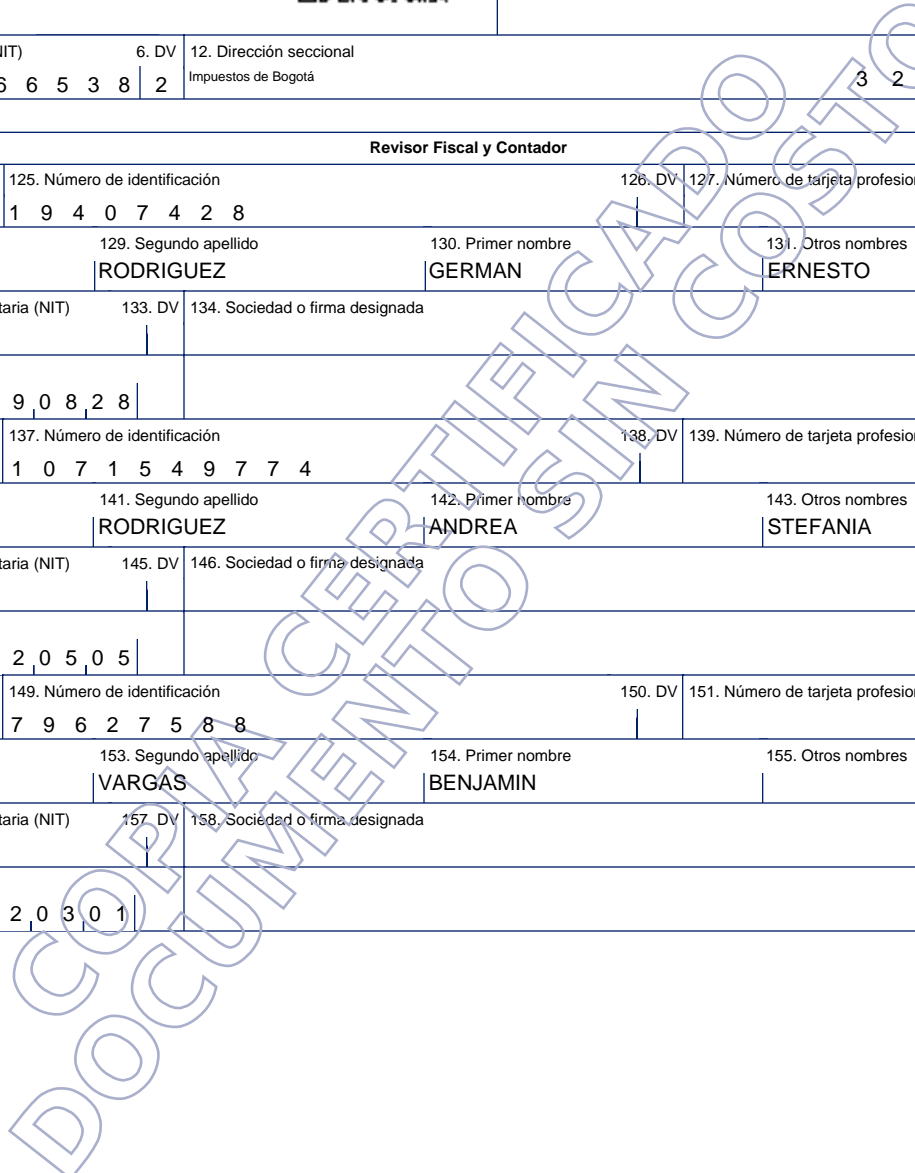 IT) 6. DV 12. Dirección seccional
6 6 5 3 8 2 Impuestos de Bogotá 3 2
Revisor Fiscal y Contador
125. Número de identificación 126. DV 127. Número de tarjeta profesion
1 9 4 0 7 4 2 8
129. Segundo apellido 130. Primer nombre 131. Otros nombres
RODRIGUEZ GERMAN ERNESTO
taria (NIT) 133. DV 134. Sociedad o firma designada
9 0 8 2 8
137. Número de identificación 138. DV 139. Número de tarjeta profesion
1 0 7 1 5 4 9 7 7 4
141. Segundo apellido 142. Primer nombre 143. Otros nombres
RODRIGUEZ ANDREA STEFANIA
taria (NIT) 145. DV 146. Sociedad o firma designada
2 0 5 0 5
149. Número de identificación 150. DV 151. Número de tarjeta profesion
7 9 6 2 7 5 8 8
153. Segundo apellido 154. Primer nombre 155. Otros nombres
VARGAS BENJAMIN
taria (NIT) 157. DV 158. Sociedad o firma designada
2 0 3 0 1
COPIA CERTIFICADO
DOCUMENTO SIN COSTO